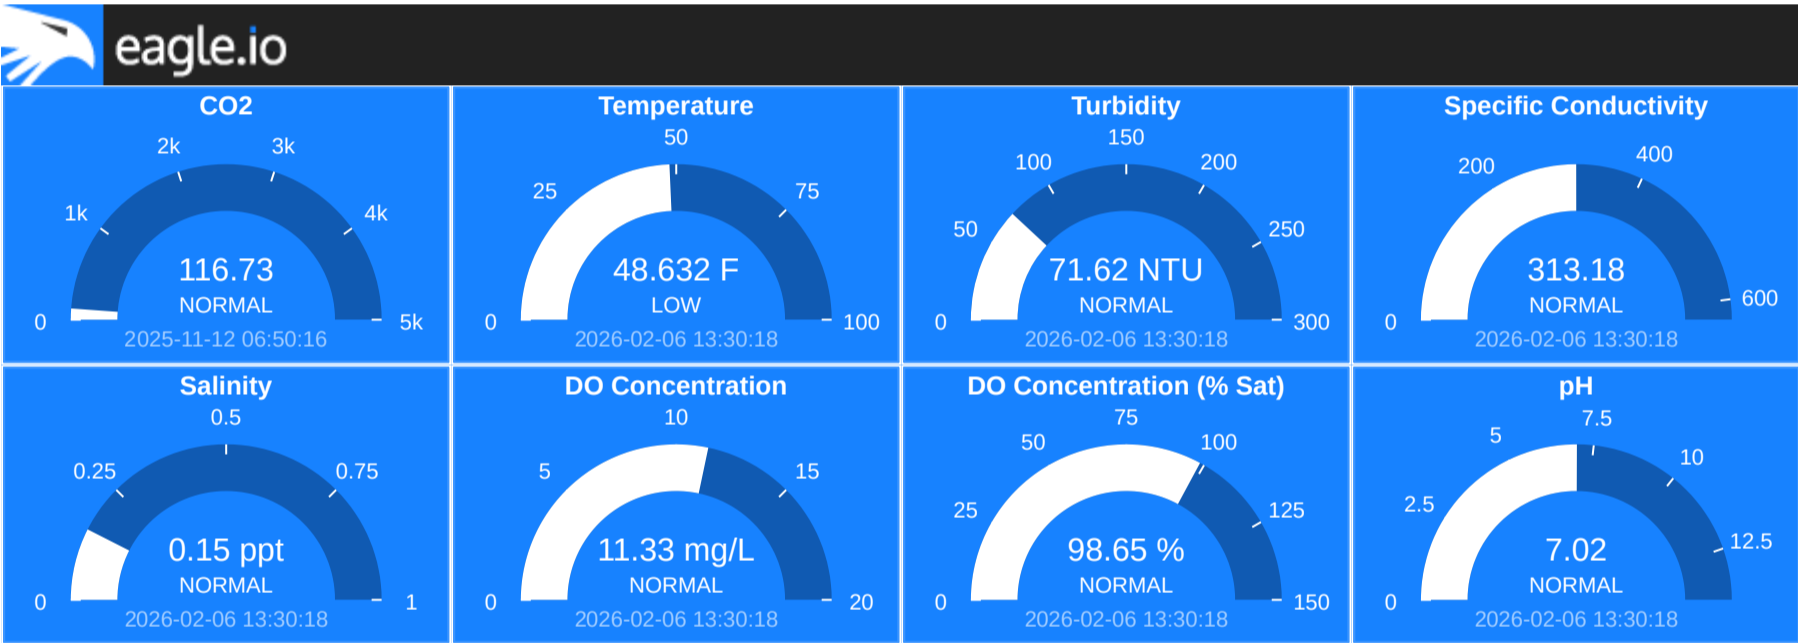 eagle.io
CO2
0
1k
2k
3k
4k
5k
116.73
NORMAL
2025-11-12 06:50:16
Temperature
0
25
50
75
100
48.632 F
LOW
2026-02-06 13:30:18
Turbidity
0
50
100
150
200
250
300
71.62 NTU
NORMAL
2026-02-06 13:30:18
Specific Conductivity
0
200
400
600
313.18
NORMAL
2026-02-06 13:30:18
Salinity
0
0.25
0.5
0.75
1
0.15 ppt
NORMAL
2026-02-06 13:30:18
DO Concentration
0
5
10
15
20
11.33 mg/L
NORMAL
2026-02-06 13:30:18
DO Concentration (% Sat)
0
25
50
75
100
125
150
98.65 %
NORMAL
2026-02-06 13:30:18
pH
0
2.5
5
7.5
10
12.5
7.02
NORMAL
2026-02-06 13:30:18